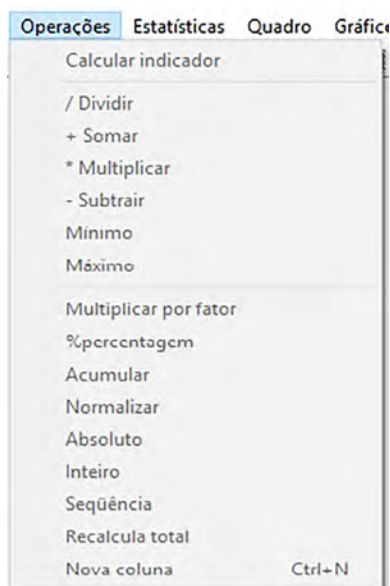 Operações Estatísticas Quadro Gráfic
Calcular indicador
/ Dividir
+ Somar
* Multiplicar
- Subtrair
Mínimo
Máximo
Multiplicar por fator
%percentagem
Acumular
Normalizar
Absoluto
Inteiro
Seqüência
Recalcula total
Nova coluna Ctrl+N